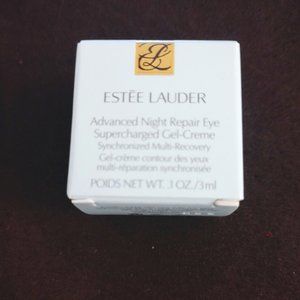 EL
ESTĒE LAUDER
Advanced Night Repair Eye
Supercharged Gel-Creme
Synchronized Multi-Recovery
Gel-crème contour des yeux
multi-réparation synchronisée
POIDS NET WT. .1 OZ./3ml